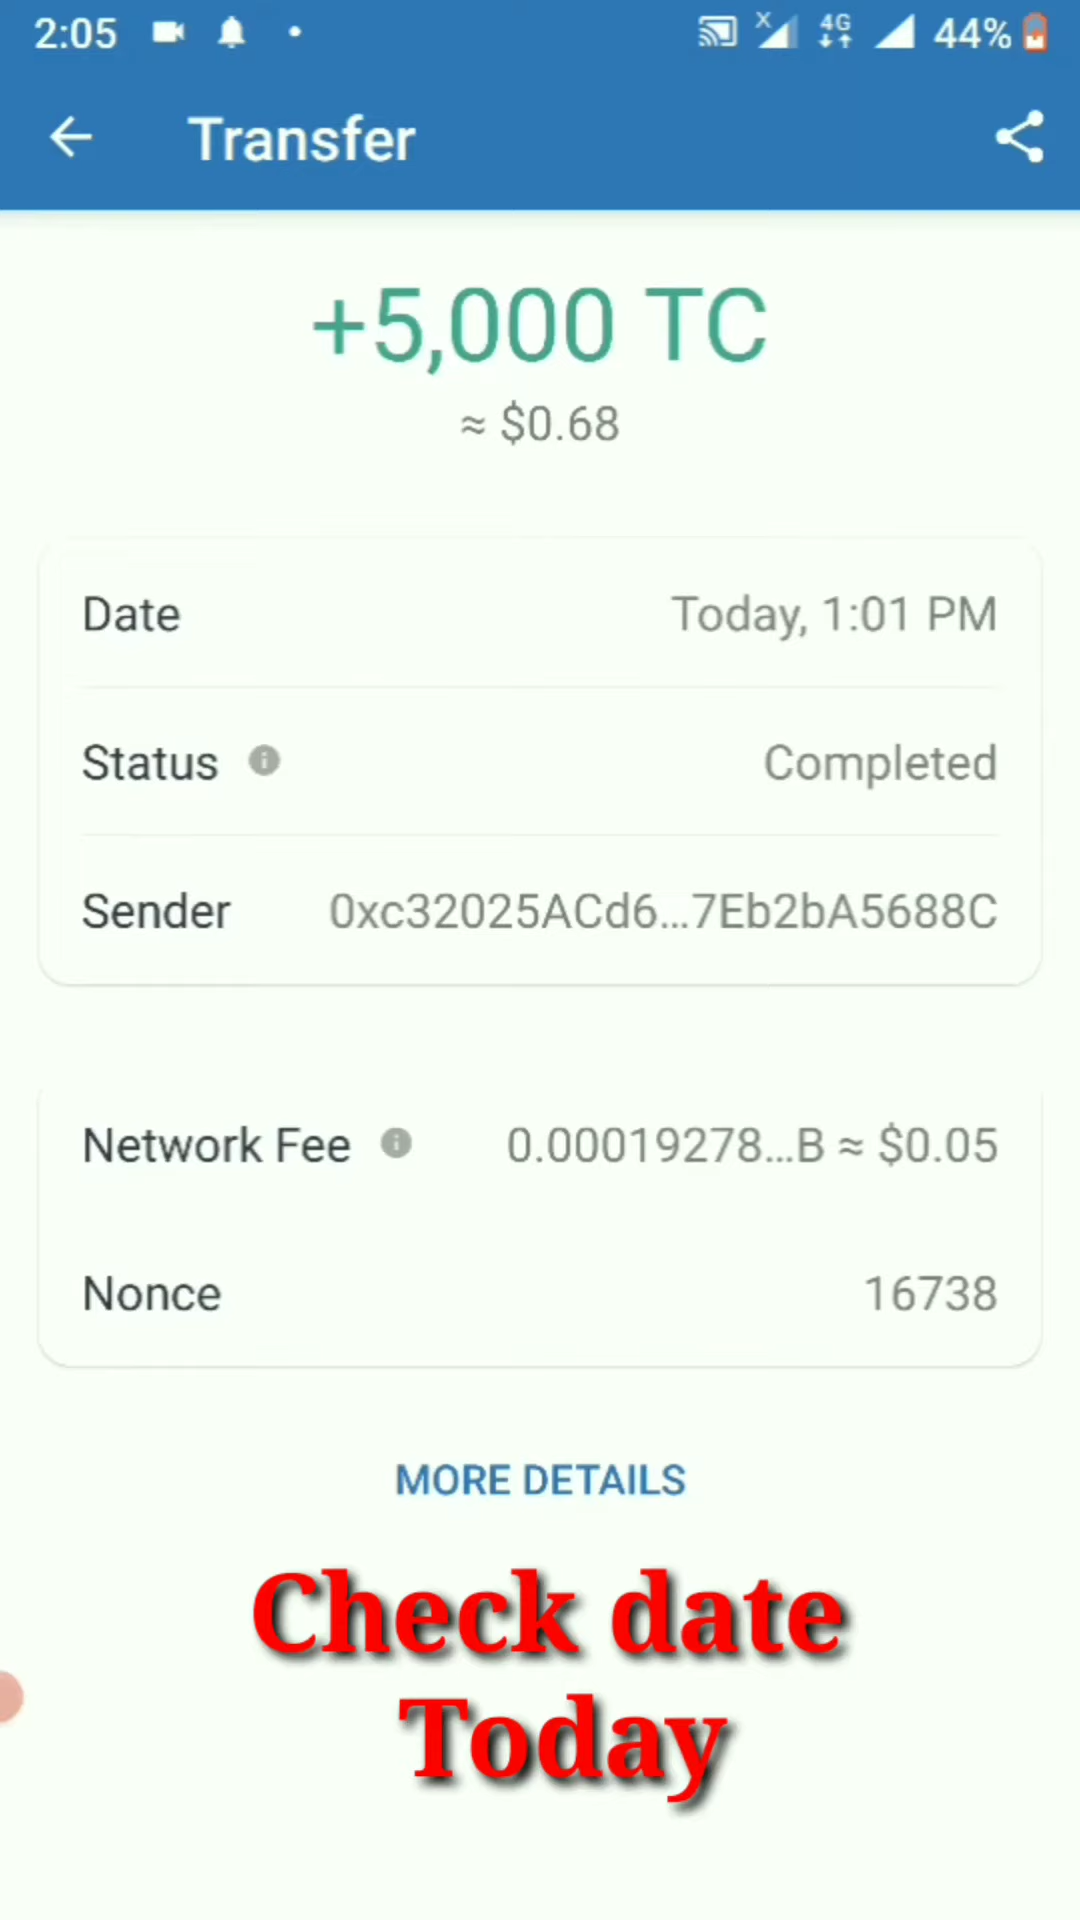 2:05 4G 44%
Transfer
+5,000 TC
≈ $0.68
Date Today, 1:01 PM
Status Completed
Sender 0xc32025ACd6...7Eb2bA5688C
Network Fee 0.00019278...B ≈ $0.05
Nonce 16738
MORE DETAILS
Check date
Today